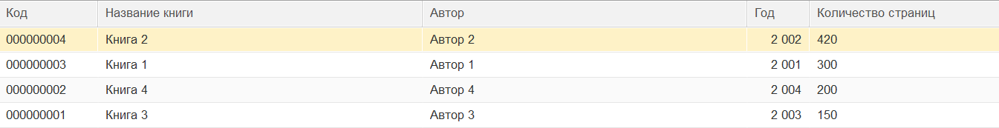 Код Название книги Автор Год Количество страниц
000000004 Книга 2 Автор 2 2 002 420
000000003 Книга 1 Автор 1 2 001 300
000000002 Книга 4 Автор 4 2 004 200
000000001 Книга 3 Автор 3 2 003 150